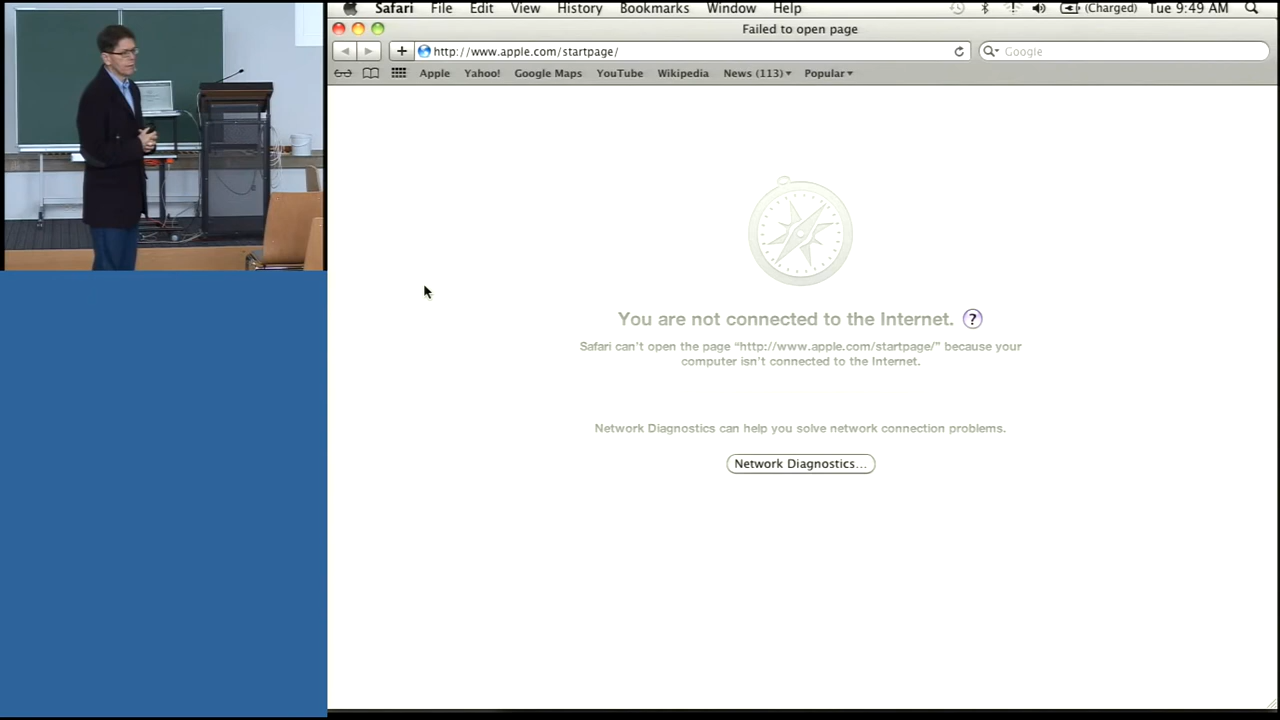 Safari File Edit View History Bookmarks Window Help (Charged) Tue 9:49 AM
Failed to open page
http://www.apple.com/startpage/ Google
Apple Yahoo! Google Maps YouTube Wikipedia News (113) Popular
You are not connected to the Internet. ?
Safari can't open the page “http://www.apple.com/startpage/” because your
computer isn't connected to the Internet.
Network Diagnostics can help you solve network connection problems.
Network Diagnostics...